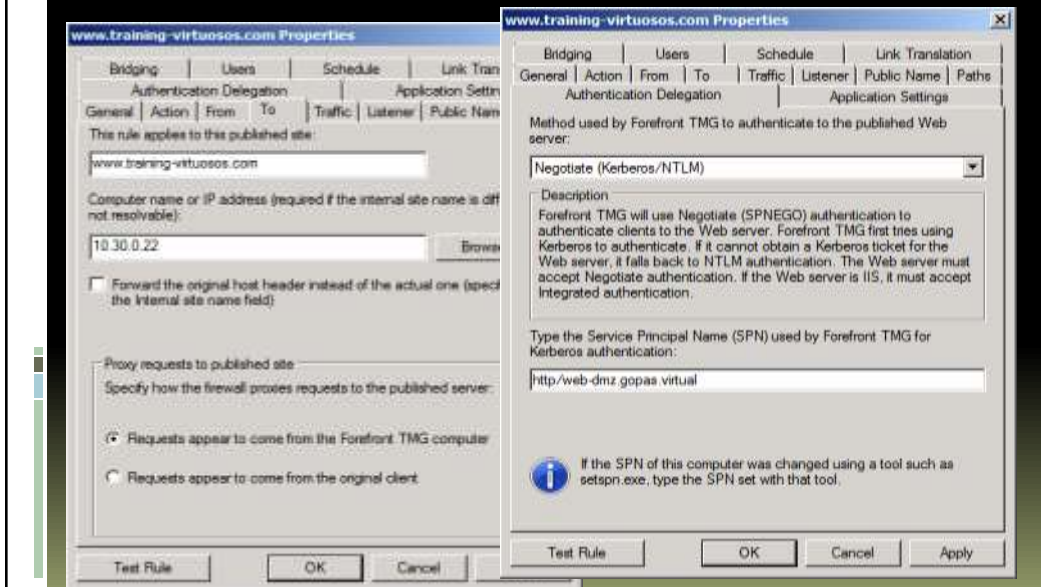 www.training-virtuosos.com Properties
Bridging Users Schedule Link Tran
Authentication Delegation Application Settin
General Action From To Traffic Listener Public Nam
This rule applies to this published site:
www.training-virtuosos.com
Computer name or IP address (required if the internal site name is diff
not resolvable):
10.30.0.22
Browse
Forward the original host header instead of the actual one (specif
the Internal site name field)
Proxy requests to published site
Specify how the firewall proxies requests to the published server:
Requests appear to come from the Forefront TMG computer
Requests appear to come from the original client
Test Rule OK Cancel
www.training-virtuosos.com Properties
Bridging Users Schedule Link Translation
General Action From To Traffic Listener Public Name Paths
Authentication Delegation Application Settings
Method used by Forefront TMG to authenticate to the published Web
server:
Negotiate (Kerberos/NTLM)
Description
Forefront TMG will use Negotiate (SPNEGO) authentication to
authenticate clients to the Web server. Forefront TMG first tries using
Kerberos to authenticate. If it cannot obtain a Kerberos ticket for the
Web server, it falls back to NTLM authentication. The Web server must
accept Negotiate authentication. If the Web server is IIS, it must accept
Integrated authentication.
Type the Service Principal Name (SPN) used by Forefront TMG for
Kerberos authentication:
http/web-dmz.gopas.virtual
If the SPN of this computer was changed using a tool such as
setspn.exe, type the SPN set with that tool.
Test Rule OK Cancel Apply